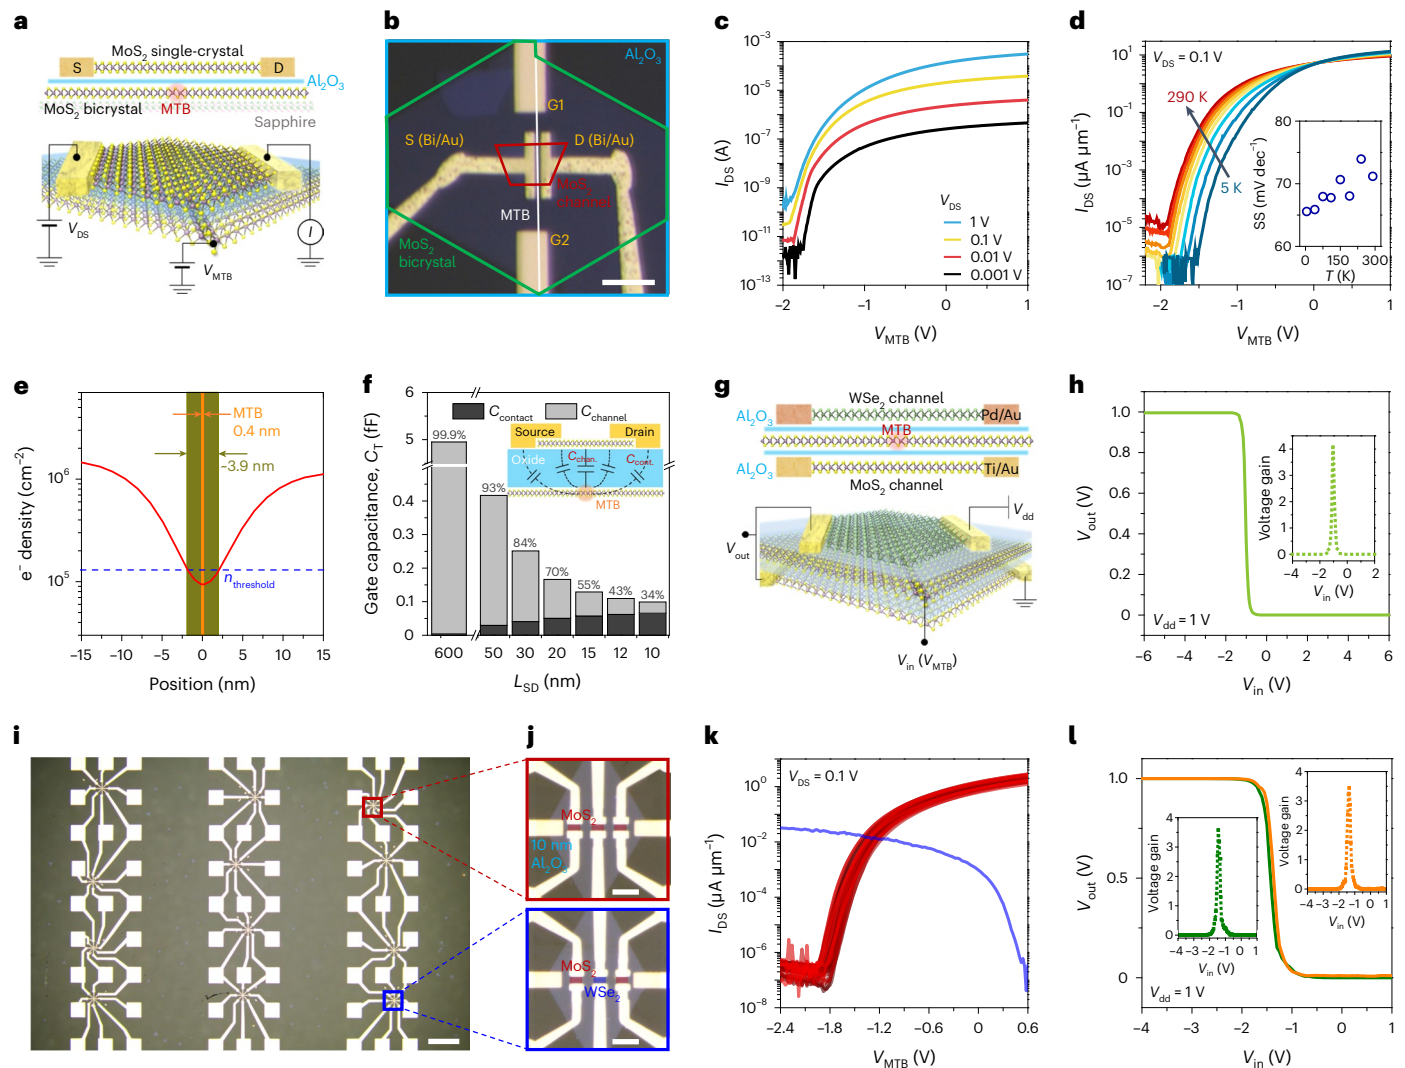 a
MoS2 single-crystal
S
D
Al2O3
MoS2 bicrystal
MTB
Sapphire
VDS
VMTB
I
b
Al2O3
G1
S (Bi/Au)
D (Bi/Au)
MoS2
channel
MTB
G2
MoS2
bicrystal
c
10−3
10−5
10−7
10−9
10−11
10−13
IDS (A)
VDS
1 V
0.1 V
0.01 V
0.001 V
−2
−1
0
1
VMTB (V)
d
101
10−1
10−3
10−5
10−7
IDS (μA μm−1)
VDS = 0.1 V
290 K
5 K
80
70
60
SS (mV dec−1)
0
150
300
T (K)
−2
−1
0
1
VMTB (V)
e
106
105
e− density (cm−2)
MTB
0.4 nm
~3.9 nm
nthreshold
−15
−10
−5
0
5
10
15
Position (nm)
f
6
5
0.4
0.3
0.2
0.1
0
Gate capacitance, CT (fF)
Ccontact
Cchannel
99.9%
93%
84%
70%
55%
43%
34%
Source
Drain
Oxide
Cchan.
Ccont.
MTB
600
50
30
20
15
12
10
LSD (nm)
g
WSe2 channel
Al2O3
Pd/Au
MTB
Al2O3
Ti/Au
MoS2 channel
Vdd
Vout
Vin (VMTB)
h
1.0
0.8
0.6
0.4
0.2
0
Vout (V)
Vdd = 1 V
4
3
2
1
0
Voltage gain
−4
−2
0
2
Vin (V)
−6
−4
−2
0
2
4
6
Vin (V)
i
j
MoS2
10 nm
Al2O3
MoS2
WSe2
k
100
10−2
10−4
10−6
10−8
IDS (μA μm−1)
VDS = 0.1 V
−2.4
−1.8
−1.2
−0.6
0
0.6
VMTB (V)
l
1.0
0.5
0
Vout (V)
Vdd = 1 V
4
3
2
1
0
Voltage gain
−4
−3
−2
−1
0
1
Vin (V)
4
3
2
1
0
Voltage gain
−4
−3
−2
−1
0
1
Vin (V)
−4
−3
−2
−1
0
1
Vin (V)